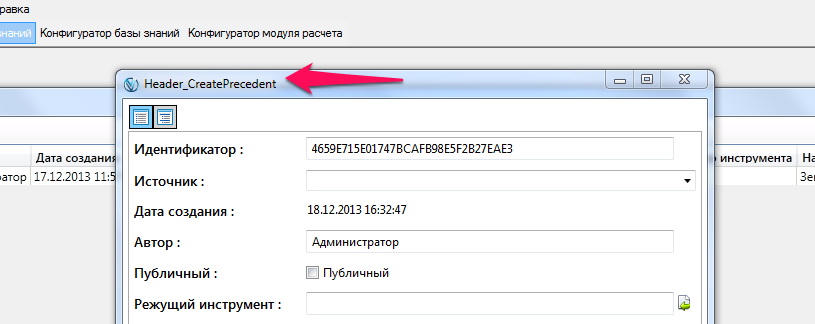 равка
знаний Конфигуратор базы знаний Конфигуратор модуля расчета
Header_CreatePrecedent
Идентификатор : 4659E715E01747BCAFB98E5F2B27EAE3
Дата создания инструмента На
Источник :
ратор 17.12.2013 11:5 Зе
Дата создания : 18.12.2013 16:32:47
Автор : Администратор
Публичный : Публичный
Режущий инструмент :